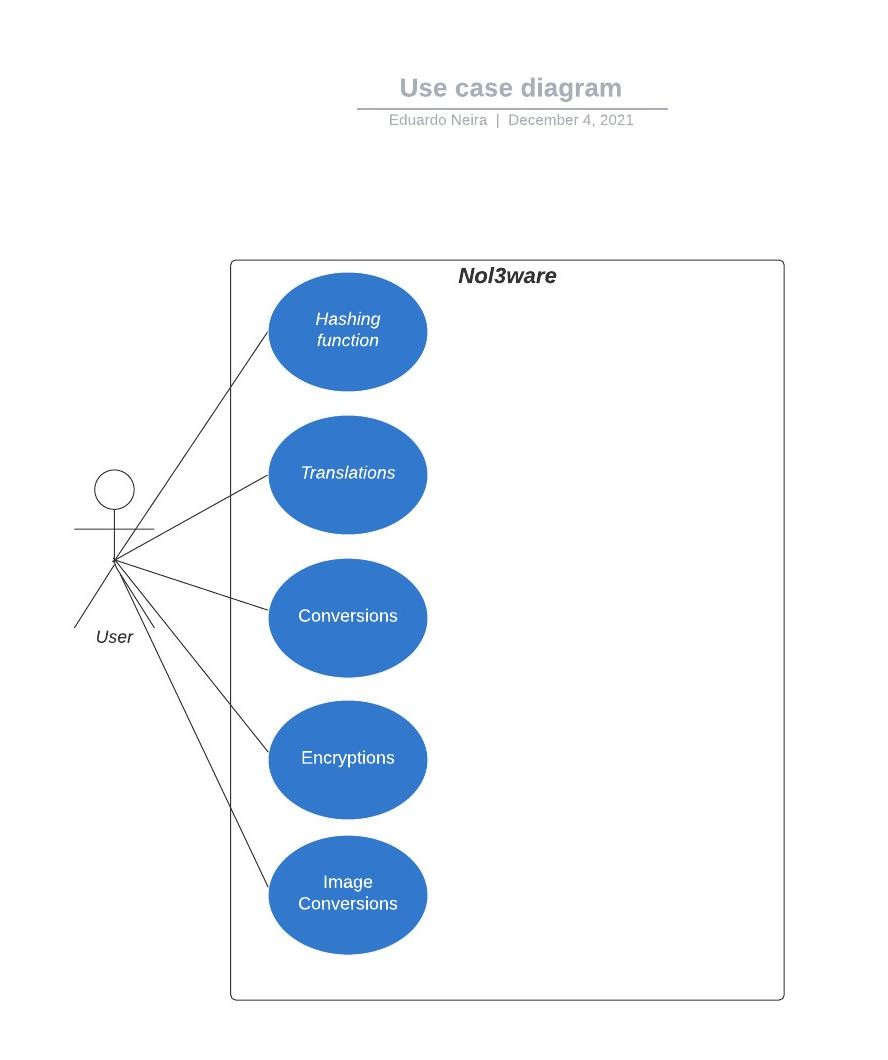 Use case diagram
Eduardo Neira | December 4, 2021
Nol3ware
Hashing
function
Translations
Conversions
User
Encryptions
Image
Conversions